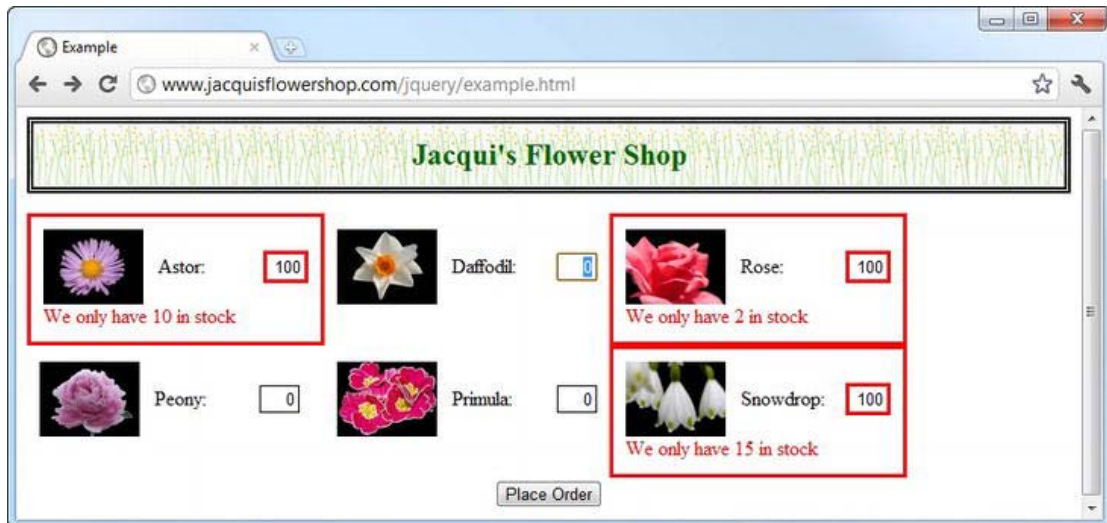 Example
www.jacquisflowershop.com/jquery/example.html
Jacqui's Flower Shop
Astor: 100
We only have 10 in stock
Daffodil: 0
Rose: 100
We only have 2 in stock
Peony: 0
Primula: 0
Snowdrop: 100
We only have 15 in stock
Place Order